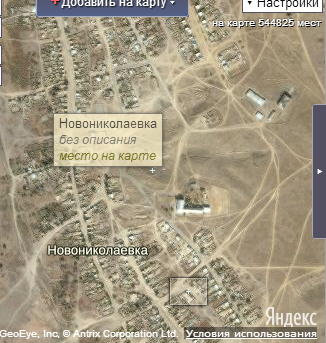 + Добавить на карту ▾
▾ Настройки
на карте 544825 мест
Новониколаевка
без описания
место на карте
Новониколаевка
Яндекс
GeoEye, Inc, © Antrix Corporation Ltd. Условия использования